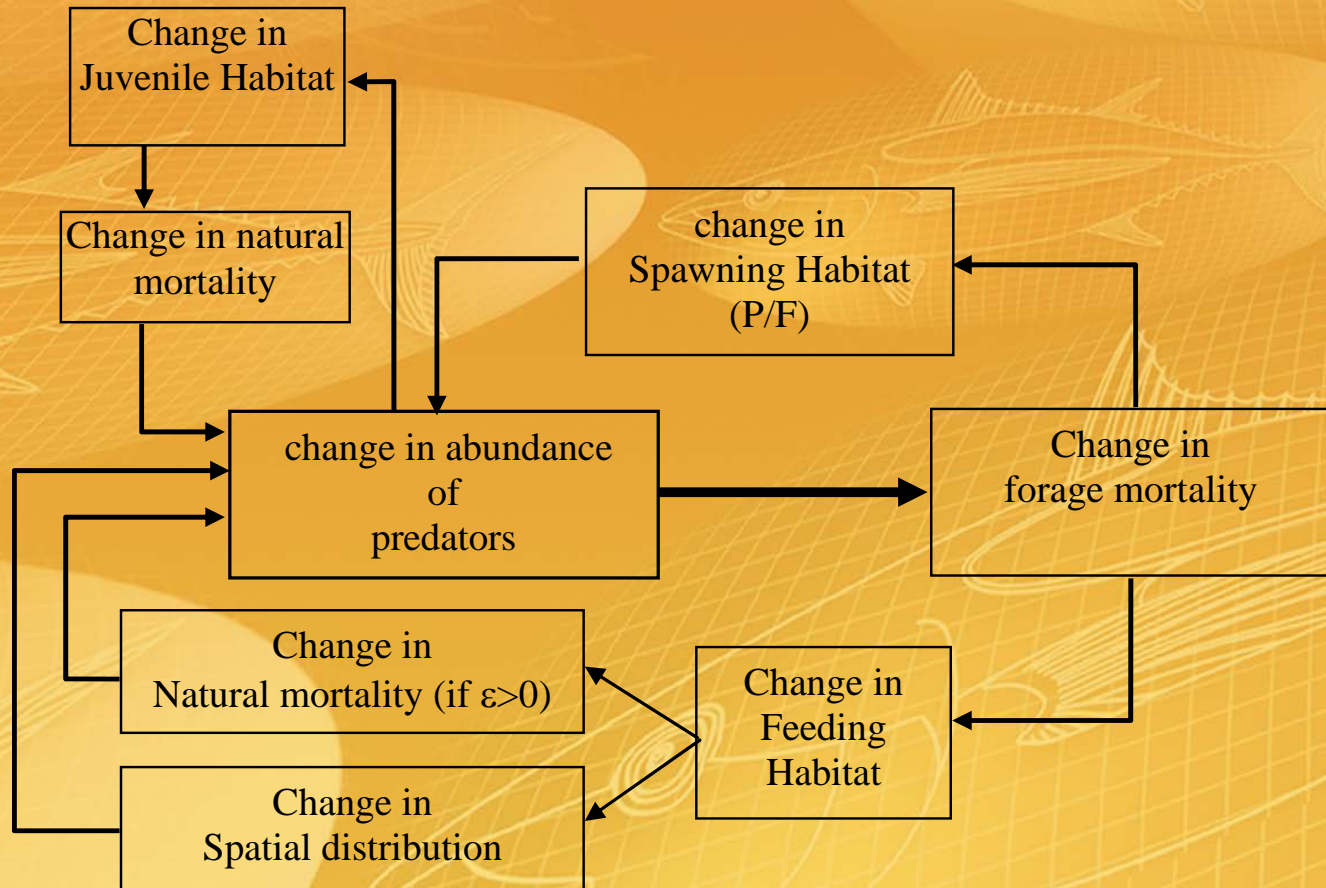 Change in
Juvenile Habitat
Change in natural
mortality
change in
Spawning Habitat
(P/F)
change in abundance
of
predators
Change in
forage mortality
Change in
Natural mortality (if ε>0)
Change in
Feeding
Habitat
Change in
Spatial distribution